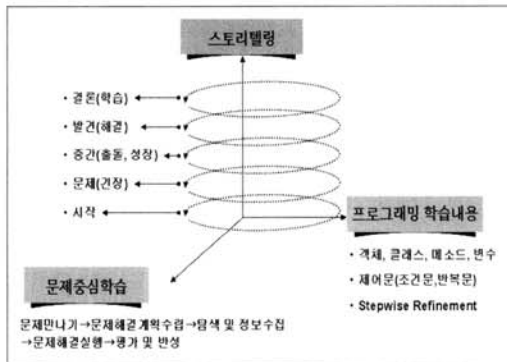 스토리텔링
• 결론(학습)
• 발견(해결)
• 중간(충돌, 성장)
• 문제(긴장)
• 시작
프로그래밍 학습내용
• 객체, 클래스, 메소드, 변수
• 제어문(조건문,반복문)
• Stepwise Refinement
문제중심학습
문제만나기→문제해결계획수립→탐색 및 정보수집
→문제해결실행→평가 및 반성